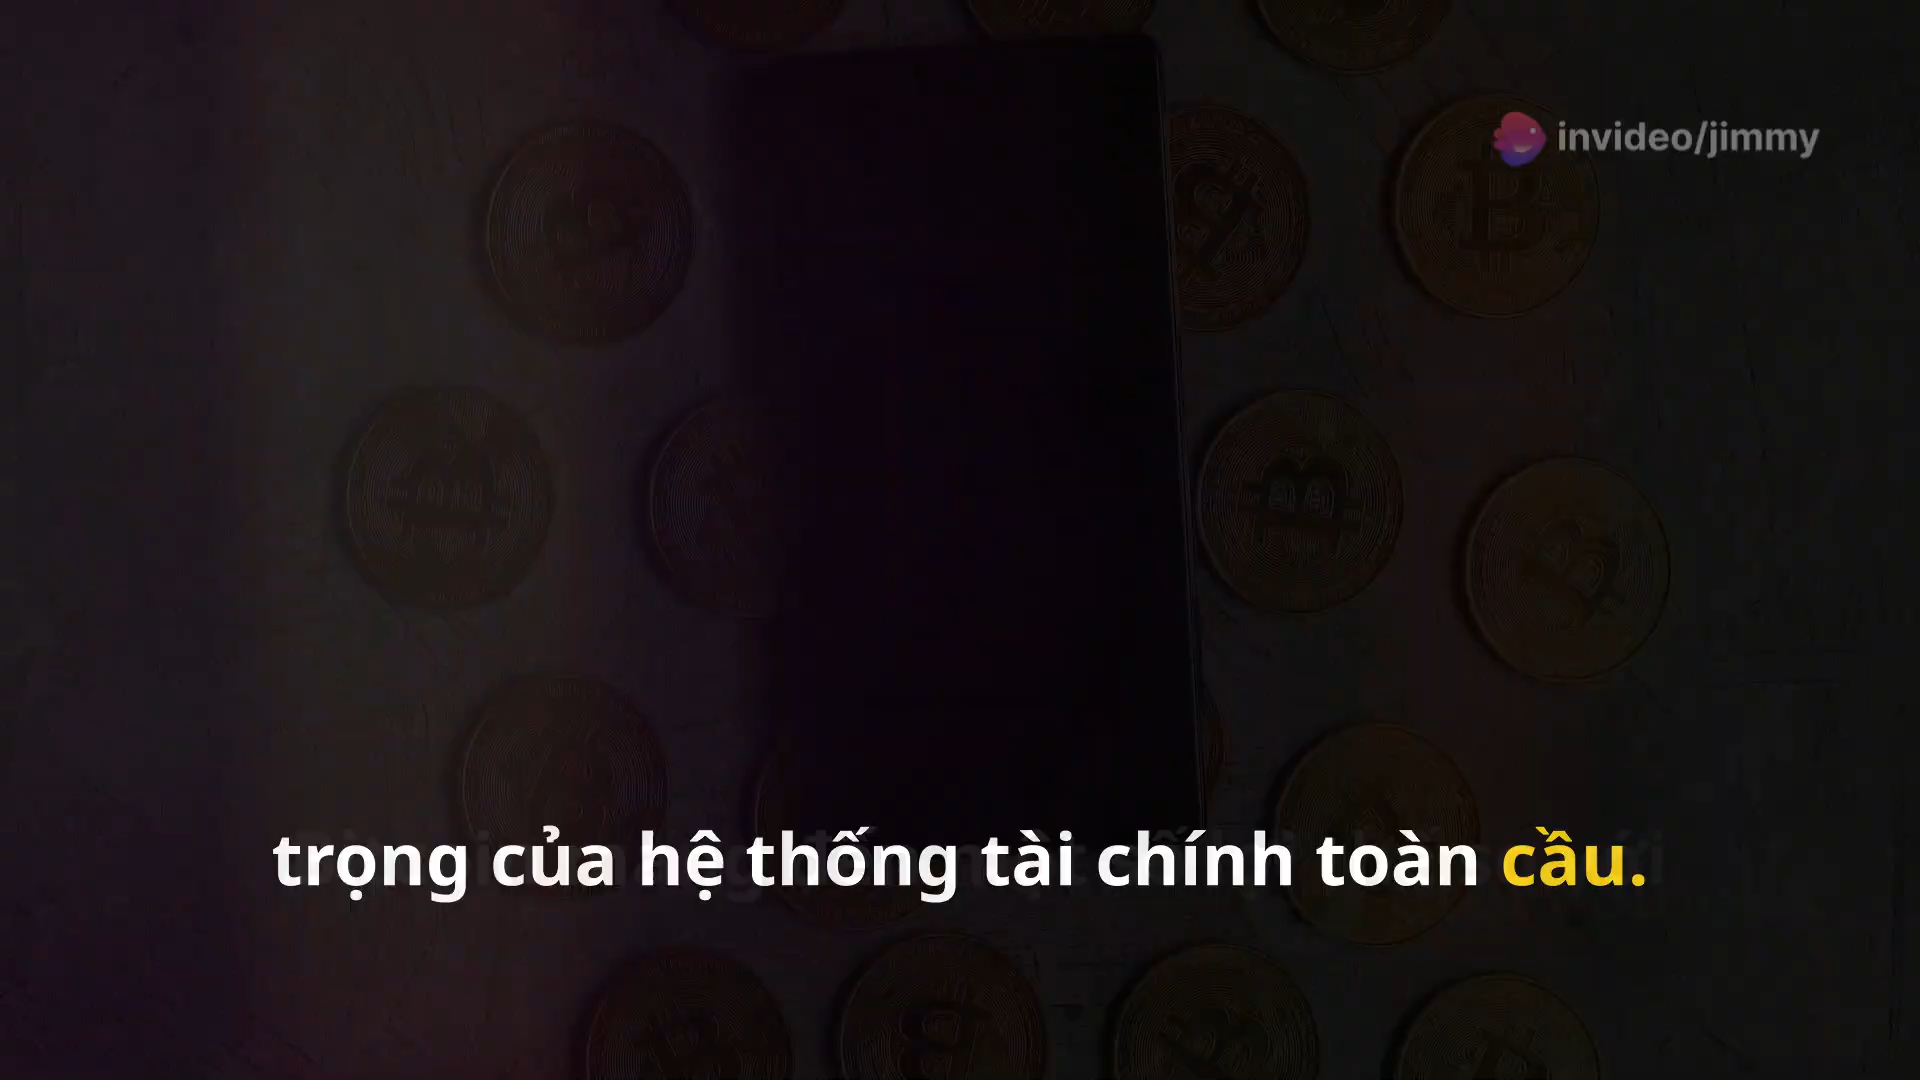 invideo/jimmy
trọng của hệ thống tài chính toàn cầu.